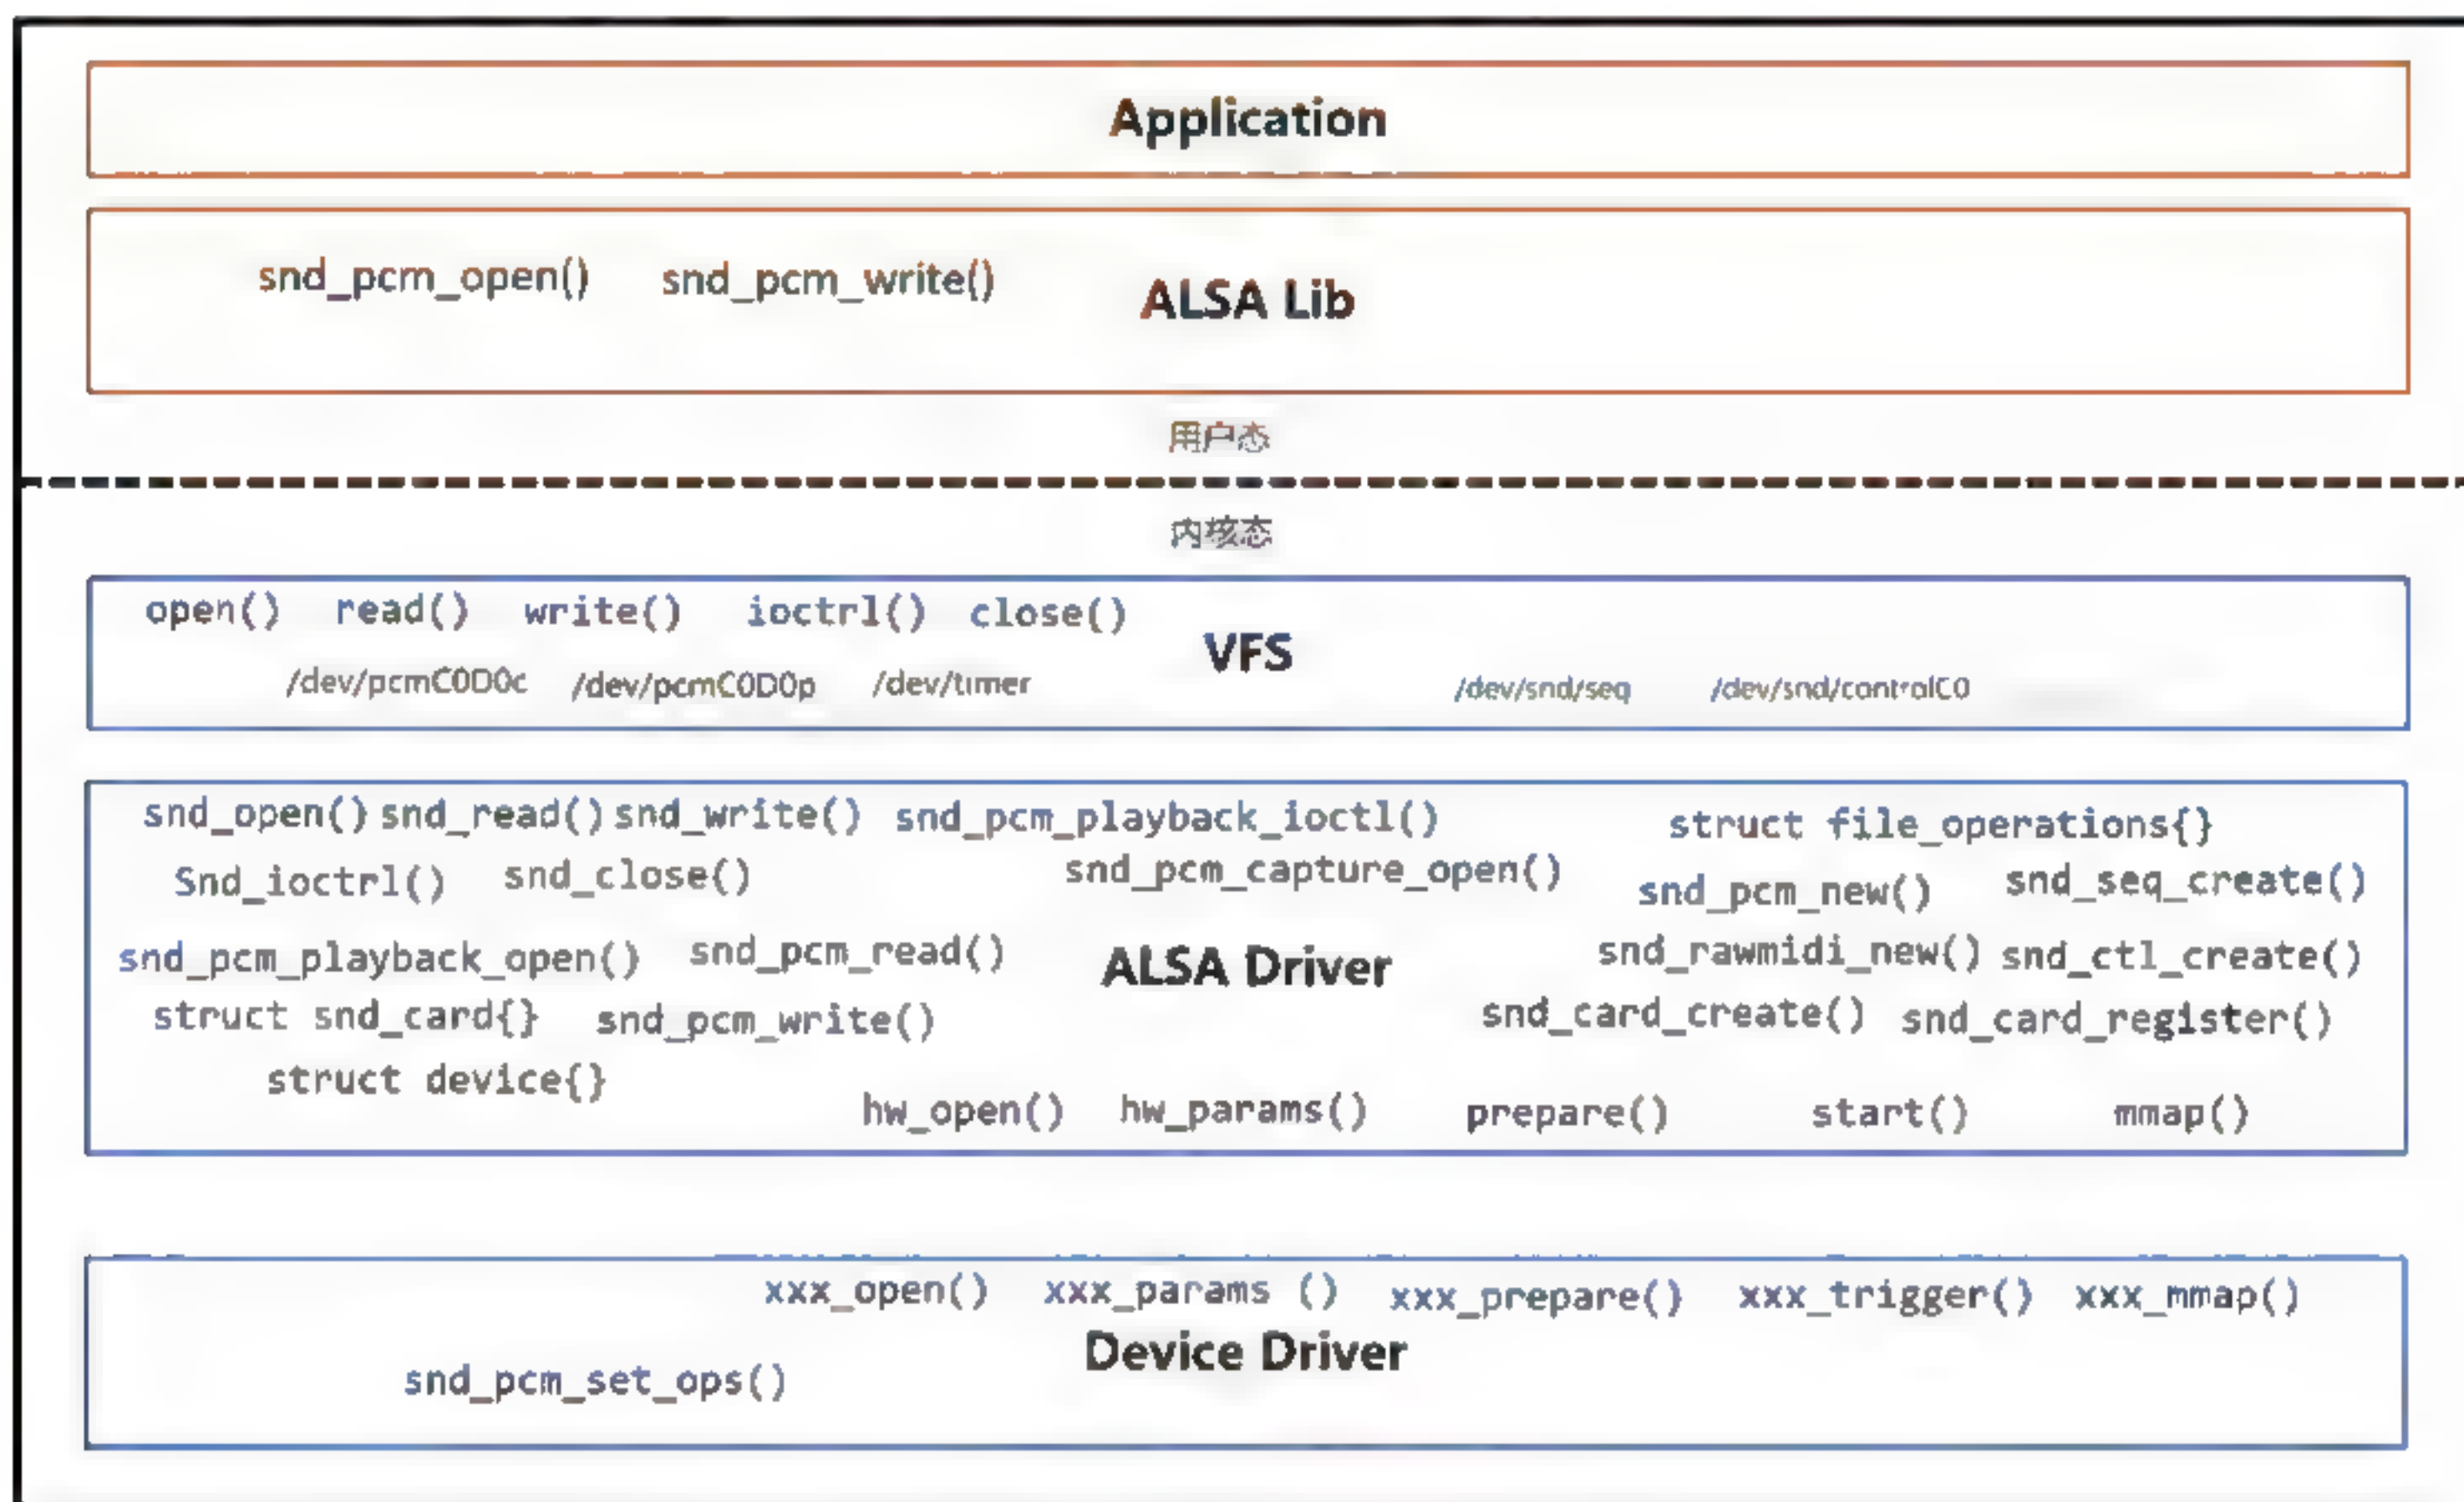 Application
snd_pcm_open() snd_pcm_write()
ALSA Lib
用户态
内核态
open() read() write() ioctrl() close()
VFS
/dev/pcmC0D0c /dev/pcmC0D0p /dev/timer /dev/snd/seq /dev/snd/controlC0
snd_open() snd_read() snd_write() snd_pcm_playback_ioctl() struct file_operations{}
Snd_ioctrl() snd_close() snd_pcm_capture_open() snd_pcm_new() snd_seq_create()
snd_pcm_playback_open() snd_pcm_read() ALSA Driver snd_rawmidi_new() snd_ctl_create()
struct snd_card{} snd_pcm_write() snd_card_create() snd_card_register()
struct device{}
hw_open() hw_params() prepare() start() mmap()
xxx_open() xxx_params () xxx_prepare() xxx_trigger() xxx_mmap()
Device Driver
snd_pcm_set_ops()